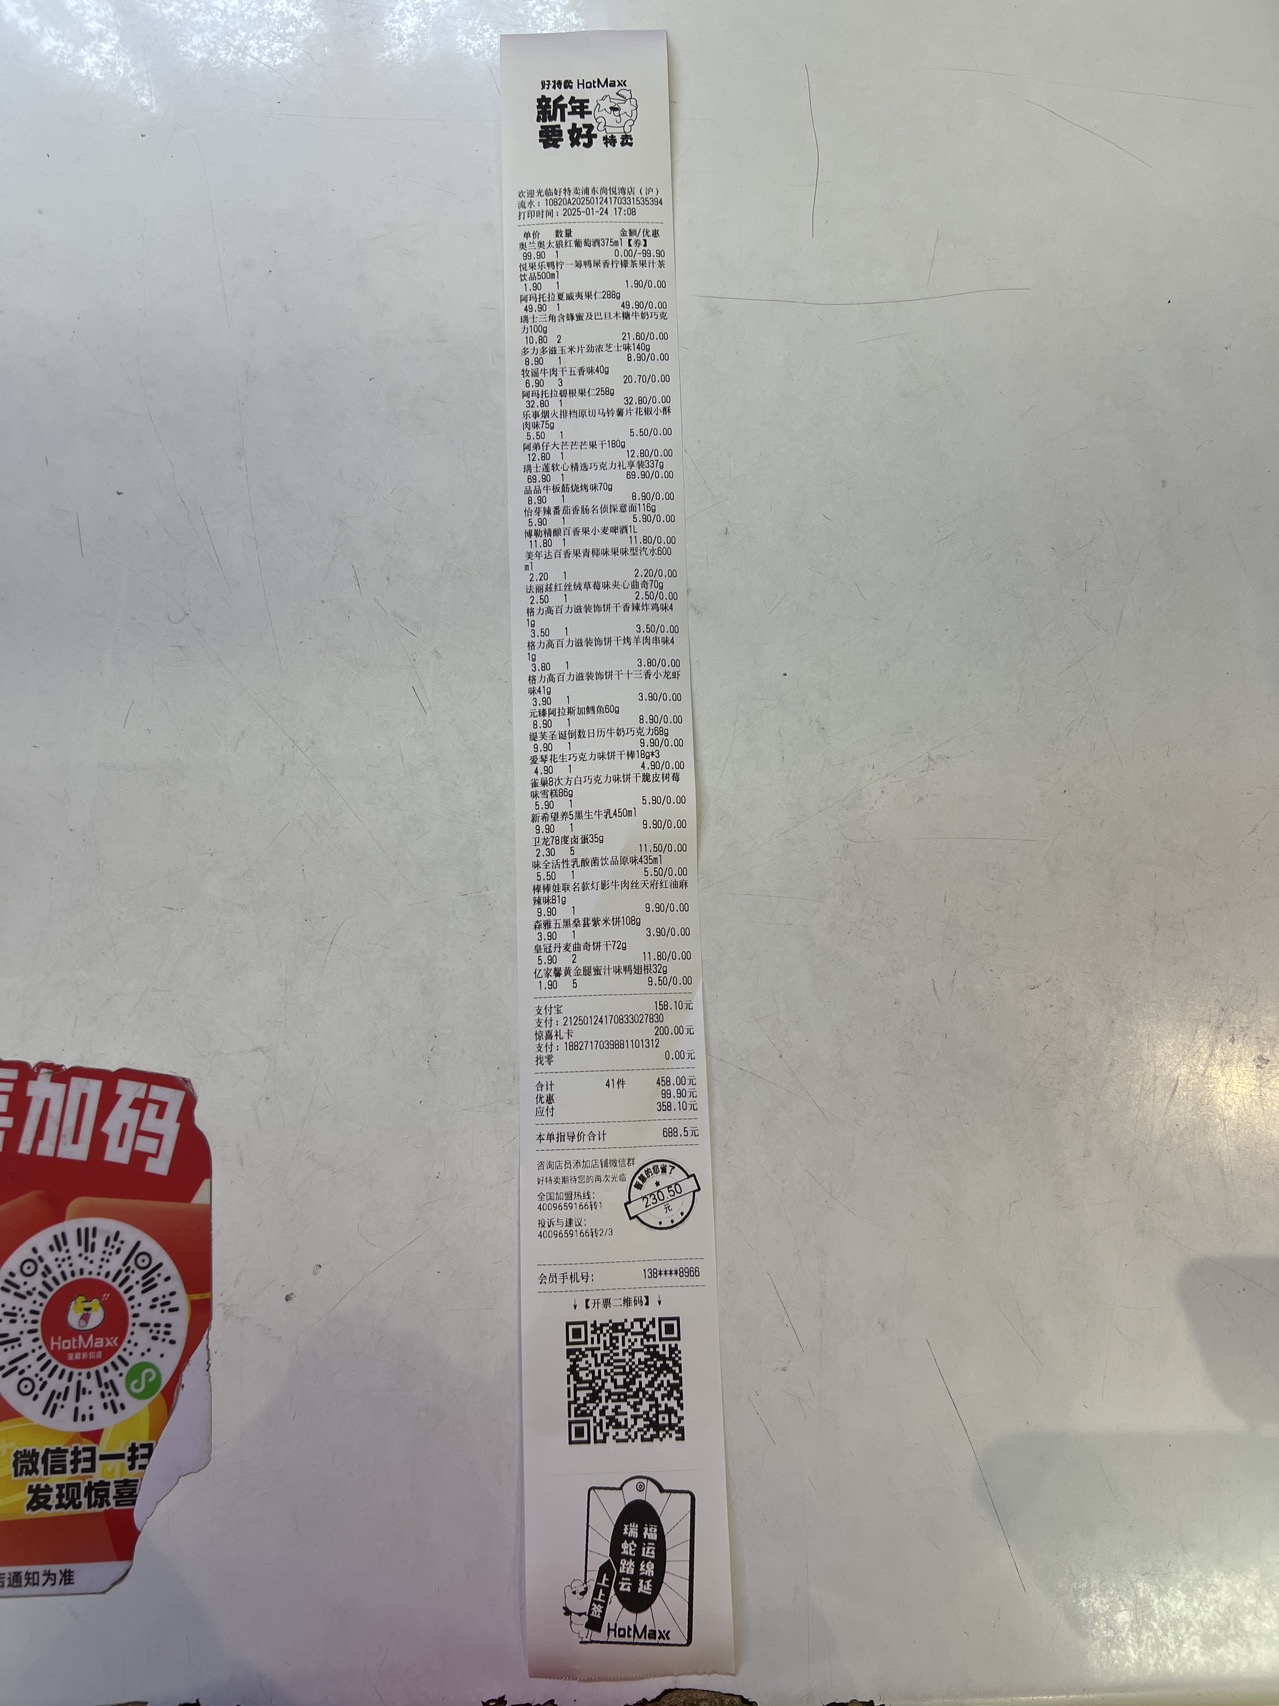 好特卖 HotMaxx
新年
要好 特卖
欢迎光临好特卖浦东尚悦湾店（沪）
流水：10820A20250124170331535394
打印时间：2025-01-24 17:08
单价 数量 金额/优惠
奥兰奥太狼红葡萄酒375ml【券】
99.90 1 0.00/-99.90
悦果乐鸭柠一筹鸭屎香柠檬茶果汁茶
饮品500ml
1.90 1 1.90/0.00
阿玛托拉夏威夷果仁288g
49.90 1 49.90/0.00
瑞士三角含蜂蜜及巴旦木糖牛奶巧克
力100g
10.80 2 21.60/0.00
多力多滋玉米片劲浓芝士味140g
8.90 1 8.90/0.00
牧谣牛肉干五香味40g
6.90 3 20.70/0.00
阿玛托拉碧根果仁258g
32.80 1 32.80/0.00
乐事烟火排档原切马铃薯片花椒小酥
肉味75g
5.50 1 5.50/0.00
阿弟仔大芒芒芒果干180g
12.80 1 12.80/0.00
瑞士莲软心精选巧克力礼享装337g
69.90 1 69.90/0.00
品品牛板筋烧烤味70g
8.90 1 8.90/0.00
怡芽辣番茄香肠名侦探意面116g
5.90 1 5.90/0.00
博勒精酿百香果小麦啤酒1L
11.80 1 11.80/0.00
美年达百香果青椰味果味型汽水600
ml
2.20 1 2.20/0.00
法丽兹红丝绒草莓味夹心曲奇70g
2.50 1 2.50/0.00
格力高百力滋装饰饼干香辣炸鸡味4
1g
3.50 1 3.50/0.00
格力高百力滋装饰饼干烤羊肉串味4
1g
3.80 1 3.80/0.00
格力高百力滋装饰饼干十三香小龙虾
味41g
3.90 1 3.90/0.00
元臻阿拉斯加鳕鱼60g
8.90 1 8.90/0.00
缇芙圣诞倒数日历牛奶巧克力68g
9.90 1 9.90/0.00
爱琴花生巧克力味饼干棒18g*3
4.90 1 4.90/0.00
雀巢8次方白巧克力味饼干脆皮树莓
味雪糕86g
5.90 1 5.90/0.00
新希望养5黑生牛乳450ml
9.90 1 9.90/0.00
卫龙78度卤蛋35g
2.30 5 11.50/0.00
味全活性乳酸菌饮品原味435ml
5.50 1 5.50/0.00
棒棒娃联名款灯影牛肉丝天府红油麻
辣味81g
9.90 1 9.90/0.00
森雅五黑桑葚紫米饼108g
3.90 1 3.90/0.00
皇冠丹麦曲奇饼干72g
5.90 2 11.80/0.00
亿家馨黄金腿蜜汁味鸭翅根32g
1.90 5 9.50/0.00
支付宝 158.10元
支付：21250124170833027830
惊喜礼卡 200.00元
支付：1882717039881101312
找零 0.00元
合计 41件 458.00元
优惠 99.90元
应付 358.10元
本单指导价合计 688.5元
咨询店员添加店铺微信群
好特卖期待您的再次光临
全国加盟热线：
4009659166转1
投诉与建议：
4009659166转2/3
230.50
元
会员手机号： 138****8966
↓【开票二维码】↓
福运绵延
瑞蛇踏云
上上签
HotMaxx
喜加码
HotMaxx
微信扫一扫
发现惊喜
店通知为准